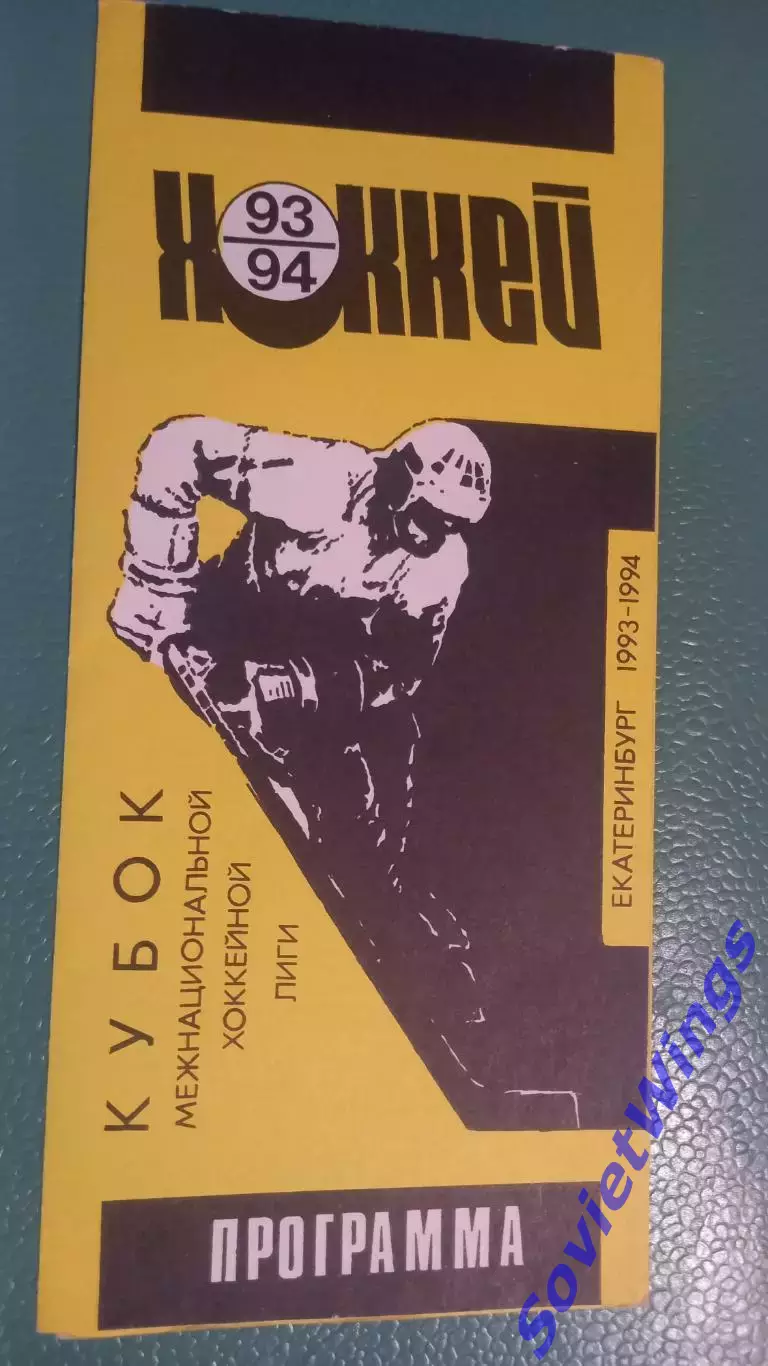 ХОККЕЙ
93
94
КУБОК
МЕЖНАЦИОНАЛЬНОЙ
ХОККЕЙНОЙ
ЛИГИ
ЕКАТЕРИНБУРГ 1993-1994
ПРОГРАММА
SovietWings